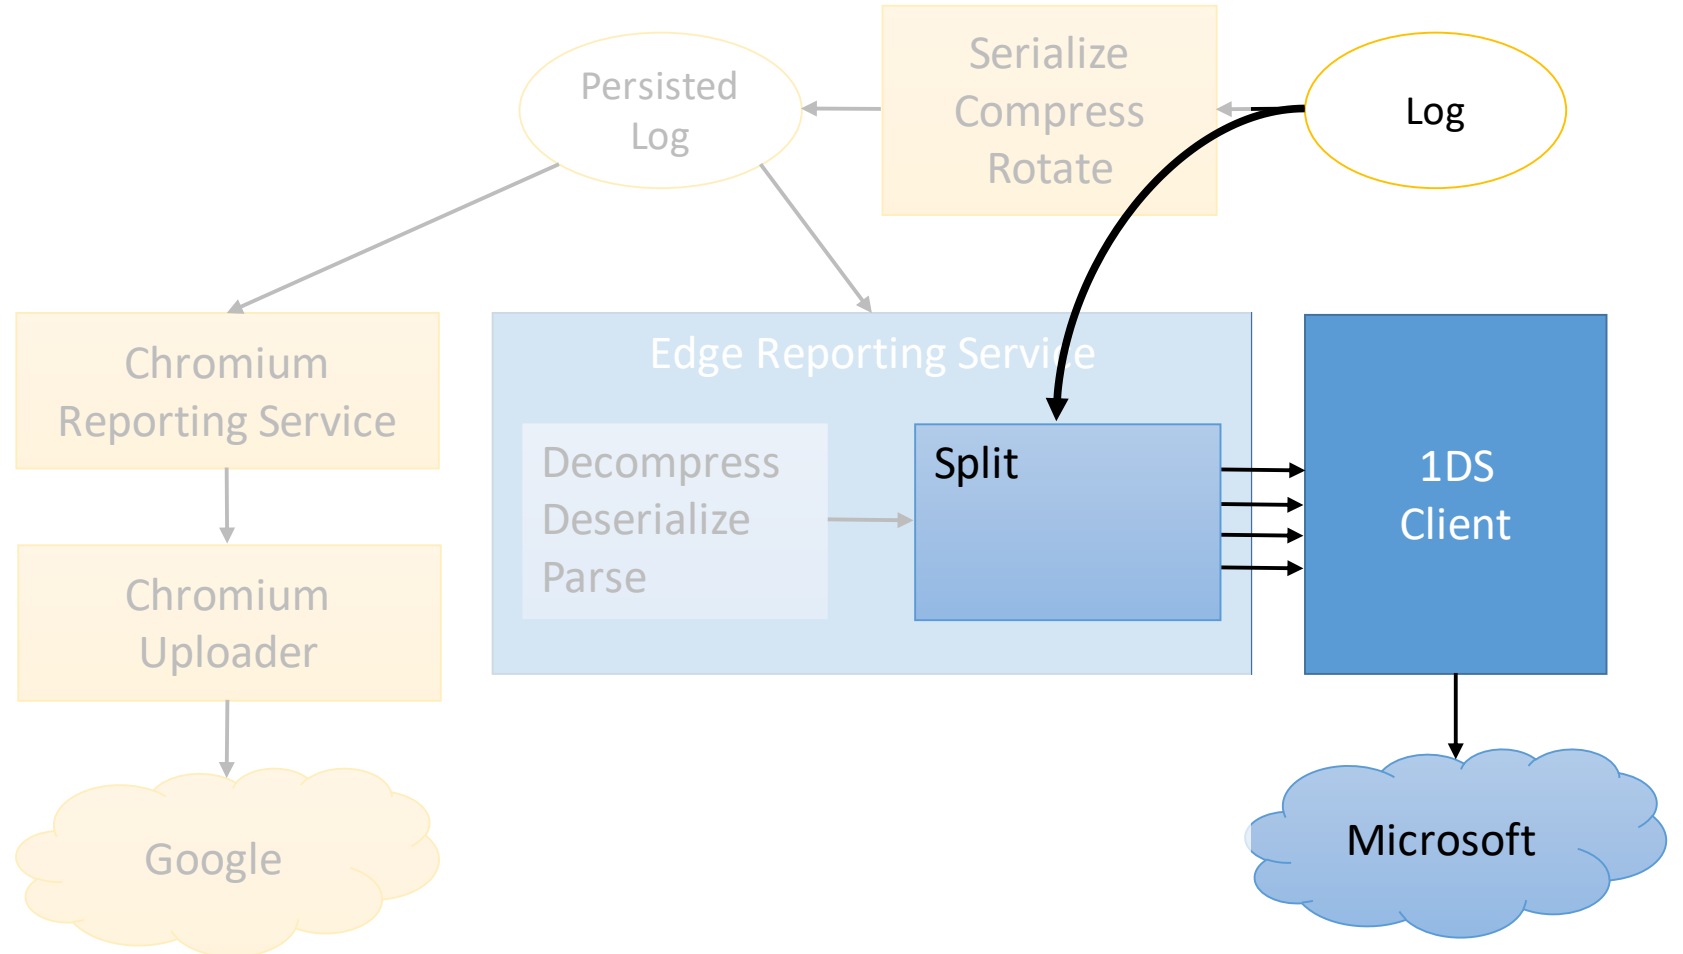 Persisted
Log
Serialize
Compress
Rotate
Log
Chromium
Reporting Service
Edge Reporting Service
Decompress
Deserialize
Parse
Split
1DS
Client
Chromium
Uploader
Google
Microsoft